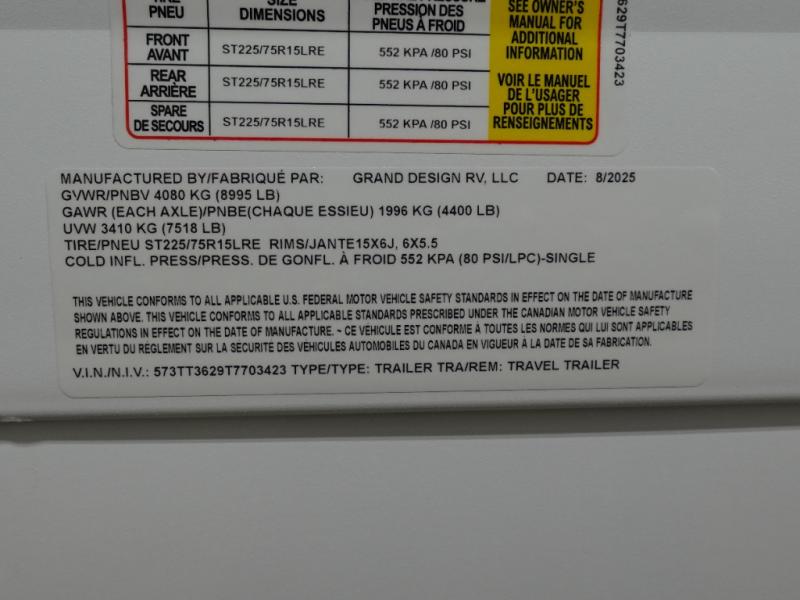 PNEU
DIMENSIONS
PRESSION DES
PNEUS À FROID
SEE OWNER'S
MANUAL FOR
ADDITIONAL
INFORMATION
FRONT
AVANT
ST225/75R15LRE
552 KPA /80 PSI
REAR
ARRIÈRE
ST225/75R15LRE
552 KPA /80 PSI
VOIR LE MANUEL
DE L'USAGER
POUR PLUS DE
RENSEIGNEMENTS
SPARE
DE SECOURS
ST225/75R15LRE
552 KPA /80 PSI
3629T7703423
MANUFACTURED BY/FABRIQUÉ PAR: GRAND DESIGN RV, LLC DATE: 8/2025
GVWR/PNBV 4080 KG (8995 LB)
GAWR (EACH AXLE)/PNBE(CHAQUE ESSIEU) 1996 KG (4400 LB)
UVW 3410 KG (7518 LB)
TIRE/PNEU ST225/75R15LRE RIMS/JANTE15X6J, 6X5.5
COLD INFL. PRESS/PRESS. DE GONFL. À FROID 552 KPA (80 PSI/LPC)-SINGLE
THIS VEHICLE CONFORMS TO ALL APPLICABLE U.S. FEDERAL MOTOR VEHICLE SAFETY STANDARDS IN EFFECT ON THE DATE OF MANUFACTURE
SHOWN ABOVE. THIS VEHICLE CONFORMS TO ALL APPLICABLE STANDARDS PRESCRIBED UNDER THE CANADIAN MOTOR VEHICLE SAFETY
REGULATIONS IN EFFECT ON THE DATE OF MANUFACTURE. ~ CE VÉHICULE EST CONFORME À TOUTES LES NORMES QUI LUI SONT APPLICABLES
EN VERTU DU RÈGLEMENT SUR LA SECURITÉ DES VÉHICULES AUTOMOBILES DU CANADA EN VIGUEUR À LA DATE DE SA FABRICATION.
V.I.N./N.I.V.: 573TT3629T7703423 TYPE/TYPE: TRAILER TRA/REM: TRAVEL TRAILER